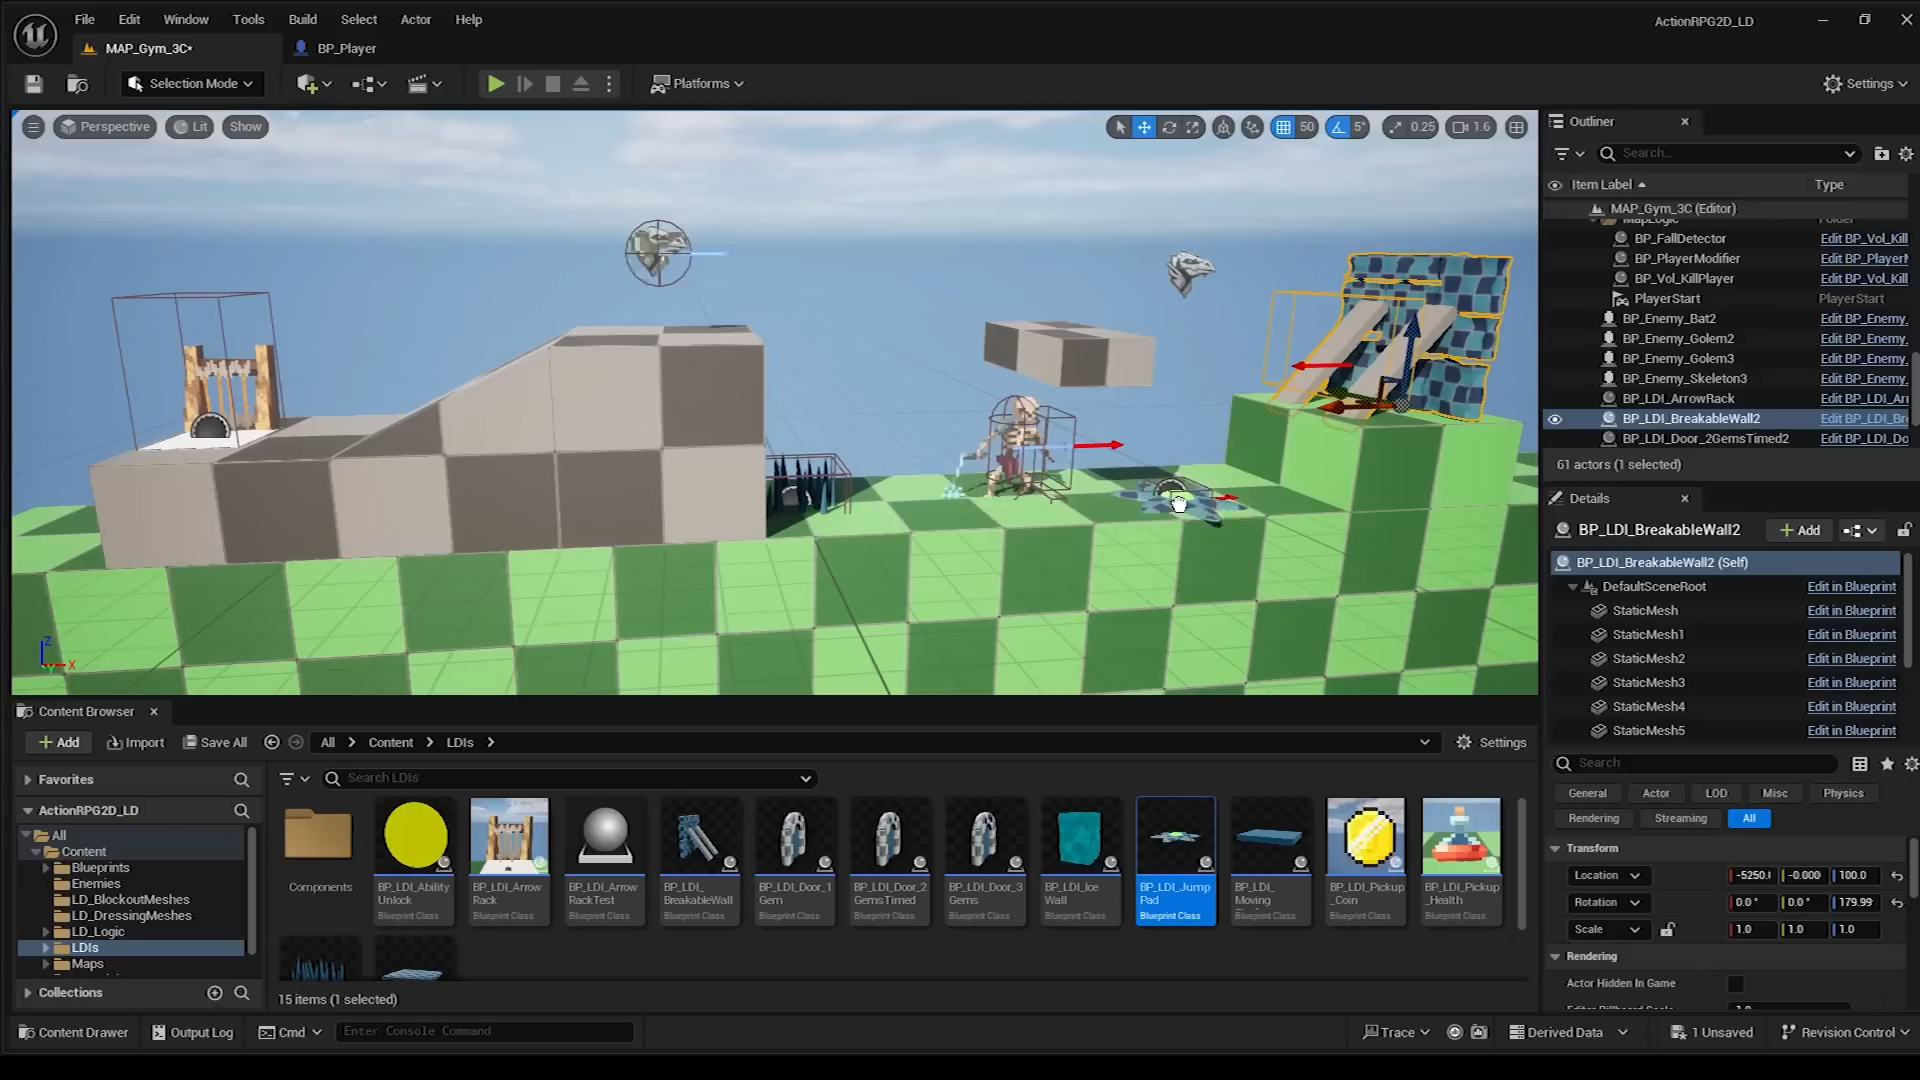 File Edit Window Tools Build Select Actor Help
ActionRPG2D_LD
MAP_Gym_3C*
BP_Player
Selection Mode
Platforms
Settings
Perspective
Lit
Show
50
5°
0.25
1.6
Outliner
Search...
Item Label
Type
MAP_Gym_3C (Editor)
MapLogic
Folder
BP_FallDetector Edit BP_Vol_Kill
BP_PlayerModifier Edit BP_Player
BP_Vol_KillPlayer Edit BP_Vol_Kill
PlayerStart PlayerStart
BP_Enemy_Bat2 Edit BP_Enemy_
BP_Enemy_Golem2 Edit BP_Enemy_
BP_Enemy_Golem3 Edit BP_Enemy_
BP_Enemy_Skeleton3 Edit BP_Enemy_
BP_LDI_ArrowRack Edit BP_LDI_Arr
BP_LDI_BreakableWall2 Edit BP_LDI_Br
BP_LDI_Door_2GemsTimed2 Edit BP_LDI_Do
61 actors (1 selected)
Details
BP_LDI_BreakableWall2
Add
BP_LDI_BreakableWall2 (Self)
DefaultSceneRoot Edit in Blueprint
StaticMesh Edit in Blueprint
StaticMesh1 Edit in Blueprint
StaticMesh2 Edit in Blueprint
StaticMesh3 Edit in Blueprint
StaticMesh4 Edit in Blueprint
StaticMesh5 Edit in Blueprint
Search
General Actor LOD Misc Physics
Rendering Streaming All
Transform
Location -5250.( -0.000 100.0
Rotation 0.0° 0.0° 179.99
Scale 1.0 1.0 1.0
Rendering
Actor Hidden In Game
Z
X
Content Browser
Add Import Save All All Content LDIs Settings
Favorites
Search LDIs
ActionRPG2D_LD
All
Content
Blueprints
Enemies
LD_BlockoutMeshes
LD_DressingMeshes
LD_Logic
LDIs
Maps
Collections
Components
BP_LDI_Ability
Unlock
Blueprint Class
BP_LDI_Arrow
Rack
Blueprint Class
BP_LDI_Arrow
RackTest
Blueprint Class
BP_LDI_
BreakableWall
Blueprint Class
BP_LDI_Door_1
Gem
Blueprint Class
BP_LDI_Door_2
GemsTimed
Blueprint Class
BP_LDI_Door_3
Gems
Blueprint Class
BP_LDI_Ice
Wall
Blueprint Class
BP_LDI_Jump
Pad
Blueprint Class
BP_LDI_
Moving
Blueprint Class
BP_LDI_Pickup
_Coin
Blueprint Class
BP_LDI_Pickup
_Health
Blueprint Class
15 items (1 selected)
Content Drawer Output Log Cmd Enter Console Command
Trace Derived Data 1 Unsaved Revision Control